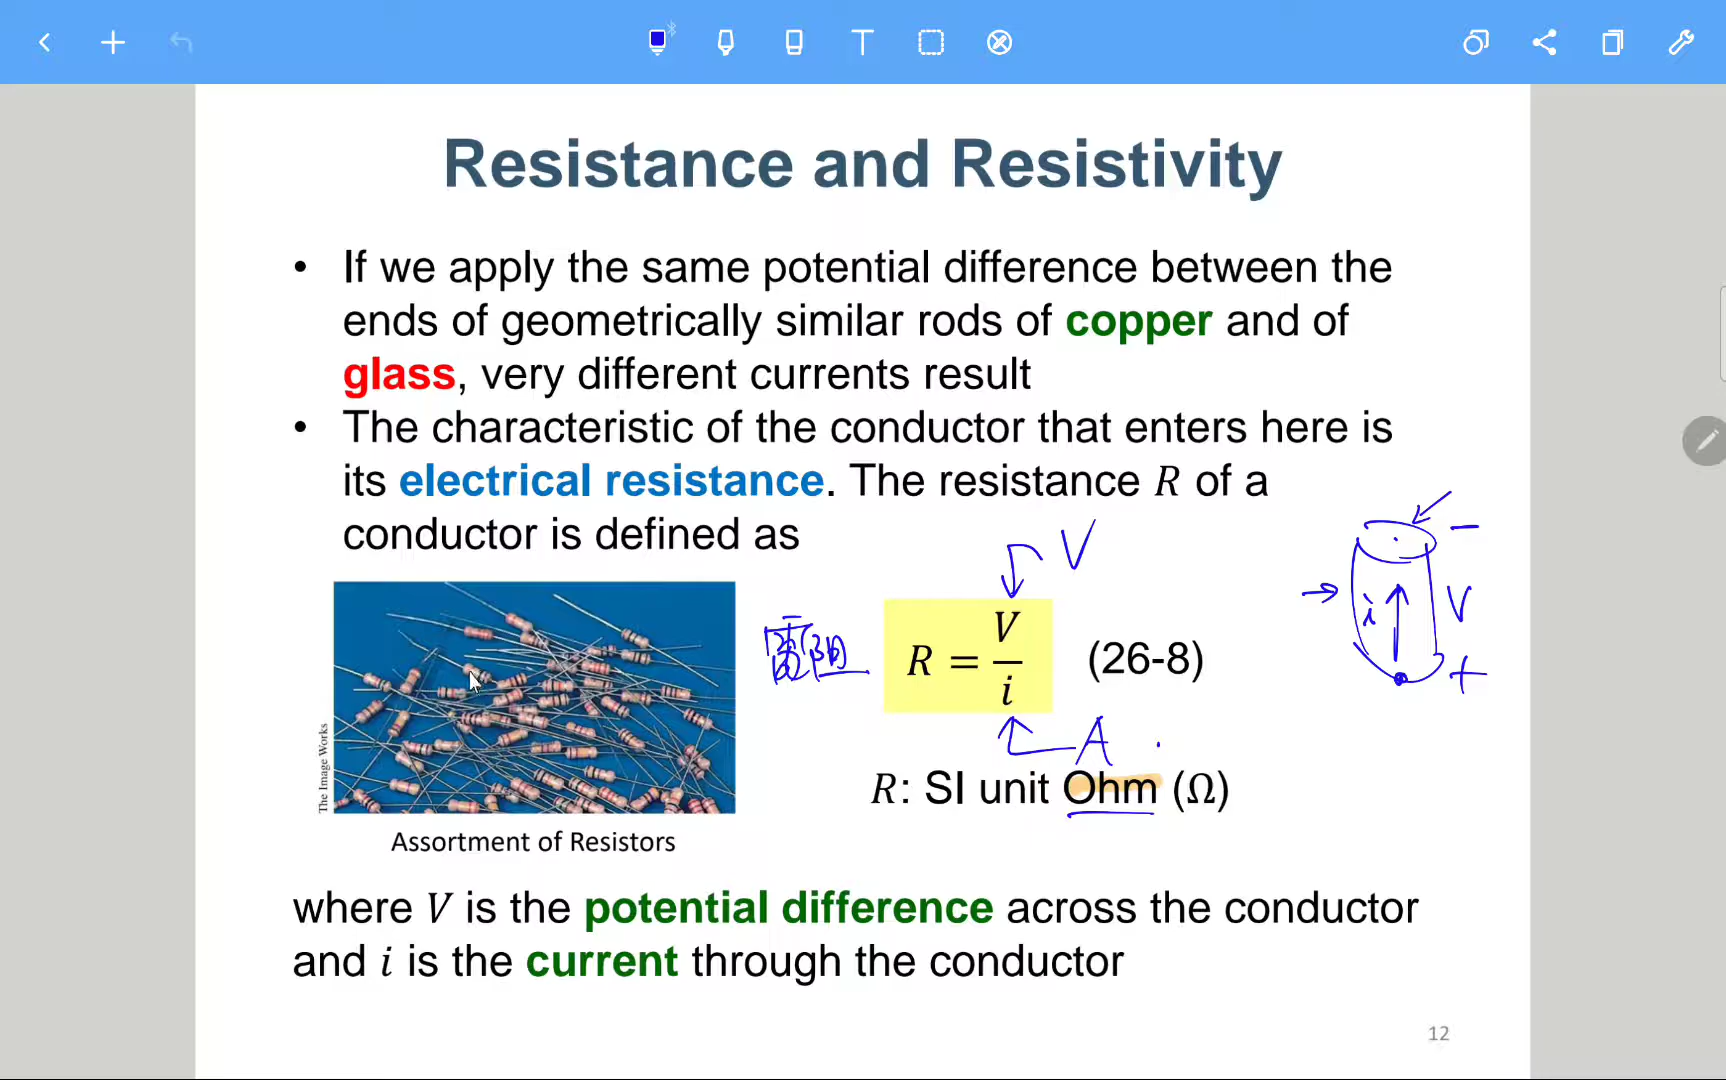 Resistance and Resistivity
• If we apply the same potential difference between the
ends of geometrically similar rods of copper and of
glass, very different currents result
• The characteristic of the conductor that enters here is
its electrical resistance. The resistance R of a
conductor is defined as
V
−
i V
+
電阻
R = V/i (26-8)
A
R: SI unit Ohm (Ω)
The Image Works
Assortment of Resistors
where V is the potential difference across the conductor
and i is the current through the conductor
12